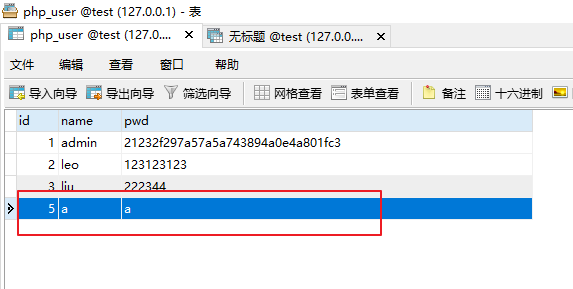 php_user @test (127.0.0.1) - 表
php_user @test (127.0.... 无标题 @test (127.0.0....
文件 编辑 查看 窗口 帮助
导入向导 导出向导 筛选向导 网格查看 表单查看 备注 十六进制
id name pwd
1 admin 21232f297a57a5a743894a0e4a801fc3
2 leo 123123123
3 liu 222344
5 a a